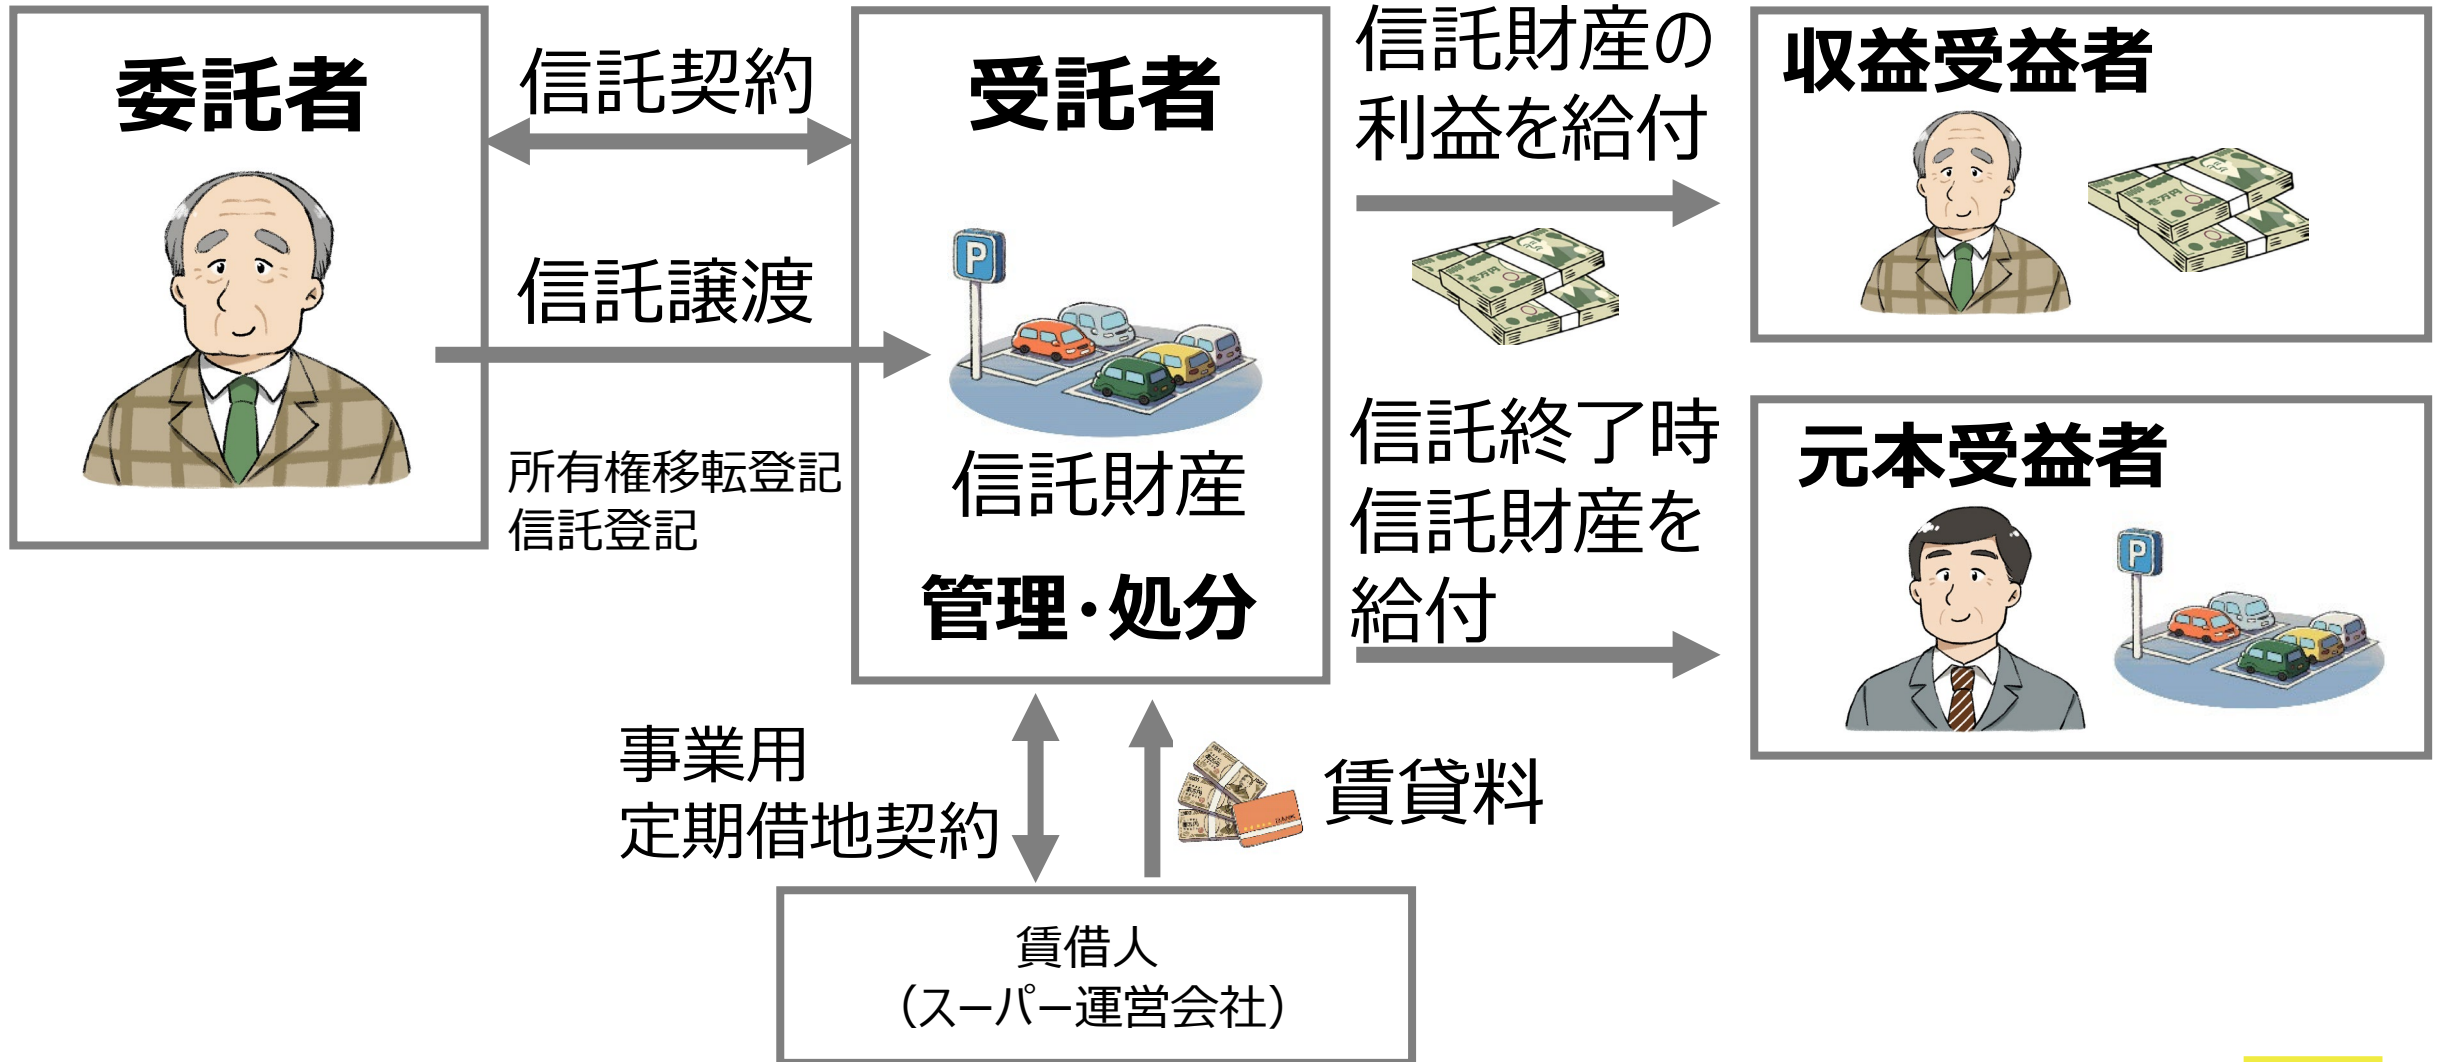 委託者
信託契約
信託譲渡
所有権移転登記
信託登記
受託者
P
信託財産
管理・処分
信託財産の
利益を給付
収益受益者
信託終了時
信託財産を
給付
元本受益者
P
事業用
定期借地契約
賃貸料
賃借人
（スーパー運営会社）